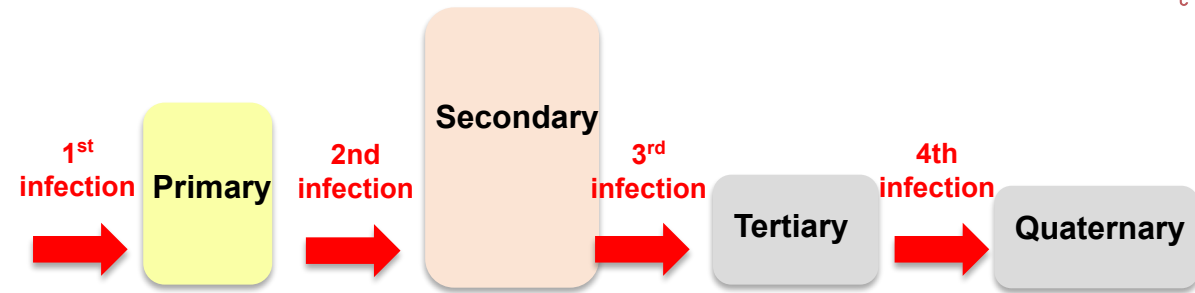 c
1st
infection
Primary
2nd
infection
Secondary
3rd
infection
Tertiary
4th
infection
Quaternary